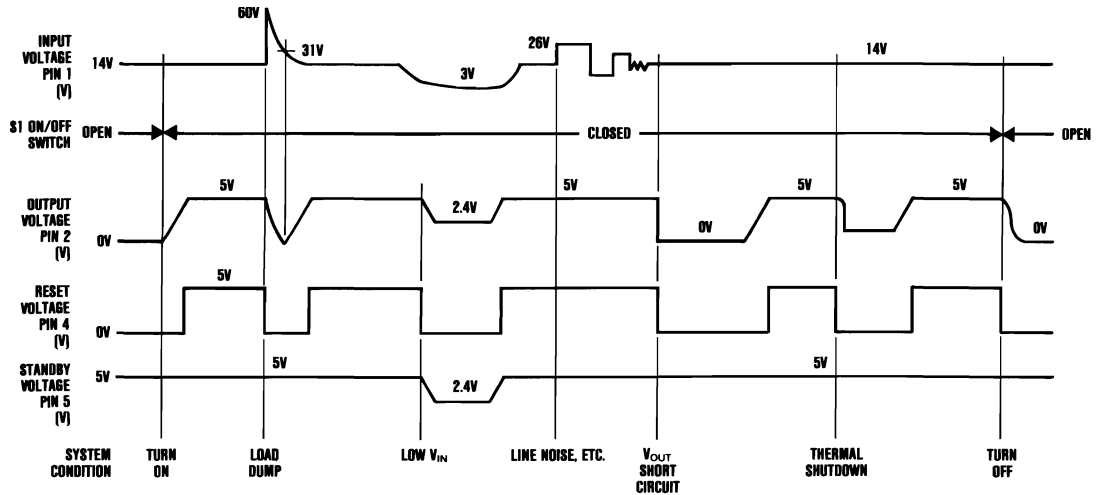 60V
INPUT
VOLTAGE
PIN 1
(V)
14V
31V
3V
26V
14V
S1 ON/OFF
SWITCH
OPEN
CLOSED
OPEN
OUTPUT
VOLTAGE
PIN 2
(V)
0V
5V
2.4V
5V
0V
5V
5V
0V
RESET
VOLTAGE
PIN 4
(V)
0V
5V
STANDBY
VOLTAGE
PIN 5
(V)
5V
5V
2.4V
5V
SYSTEM
CONDITION
TURN
ON
LOAD
DUMP
LOW VIN
LINE NOISE, ETC.
VOUT
SHORT
CIRCUIT
THERMAL
SHUTDOWN
TURN
OFF